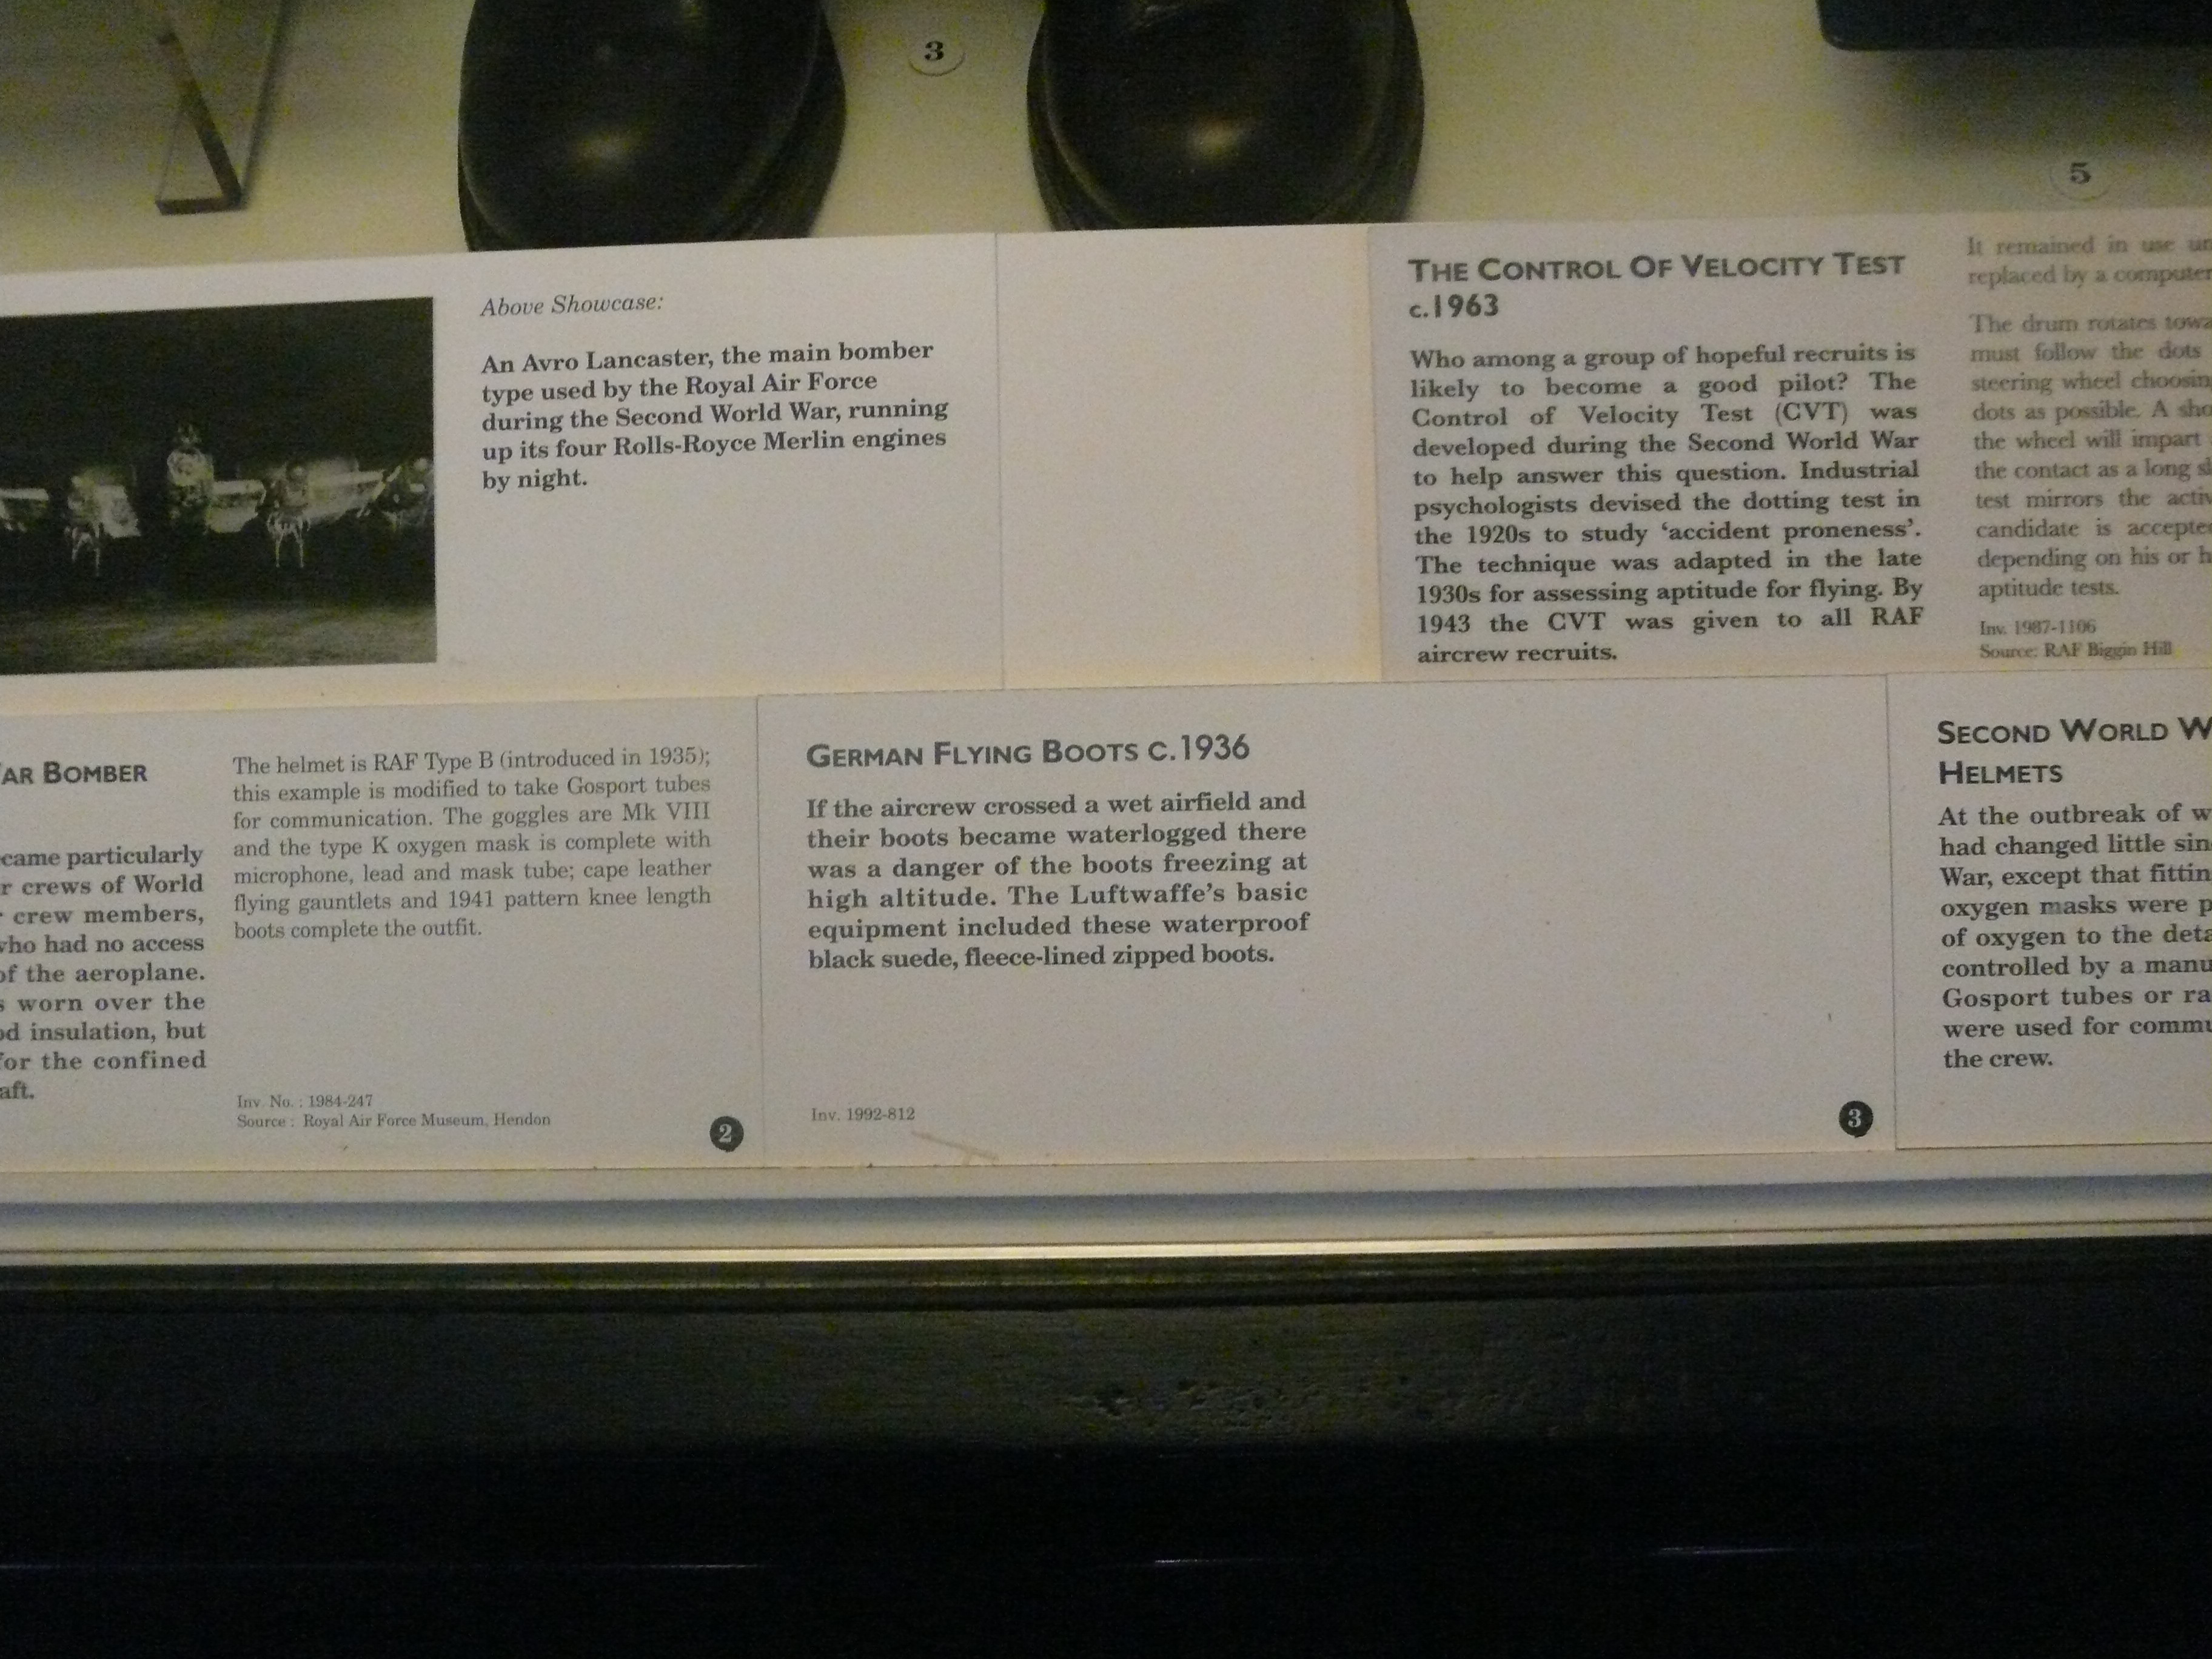 3
5
Above Showcase:
An Avro Lancaster, the main bomber
type used by the Royal Air Force
during the Second World War, running
up its four Rolls-Royce Merlin engines
by night.
THE CONTROL OF VELOCITY TEST
c.1963
Who among a group of hopeful recruits is
likely to become a good pilot? The
Control of Velocity Test (CVT) was
developed during the Second World War
to help answer this question. Industrial
psychologists devised the dotting test in
the 1920s to study ‘accident proneness’.
The technique was adapted in the late
1930s for assessing aptitude for flying. By
1943 the CVT was given to all RAF
aircrew recruits.
It remained in use
replaced by a computer
The drum rotates
must follow the dots
steering wheel
dots as possible. A
the wheel will impart
the contact as a long
test mirrors the
candidate is
depending on his or
aptitude tests.
Inv. 1987-1106
Source: RAF Biggin Hill
BOMBER
particularly
crews of World
crew members,
who had no access
of the aeroplane.
worn over the
insulation, but
for the confined
The helmet is RAF Type B (introduced in 1935);
this example is modified to take Gosport tubes
for communication. The goggles are Mk VIII
and the type K oxygen mask is complete with
microphone, lead and mask tube; cape leather
flying gauntlets and 1941 pattern knee length
boots complete the outfit.
Inv. No. : 1984-247
Source : Royal Air Force Museum, Hendon
2
GERMAN FLYING BOOTS C.1936
If the aircrew crossed a wet airfield and
their boots became waterlogged there
was a danger of the boots freezing at
high altitude. The Luftwaffe’s basic
equipment included these waterproof
black suede, fleece-lined zipped boots.
Inv. 1992-812
3
SECOND WORLD
HELMETS
At the outbreak of
had changed little
War, except that
oxygen masks were
of oxygen to the
controlled by a
Gosport tubes or
were used for
the crew.